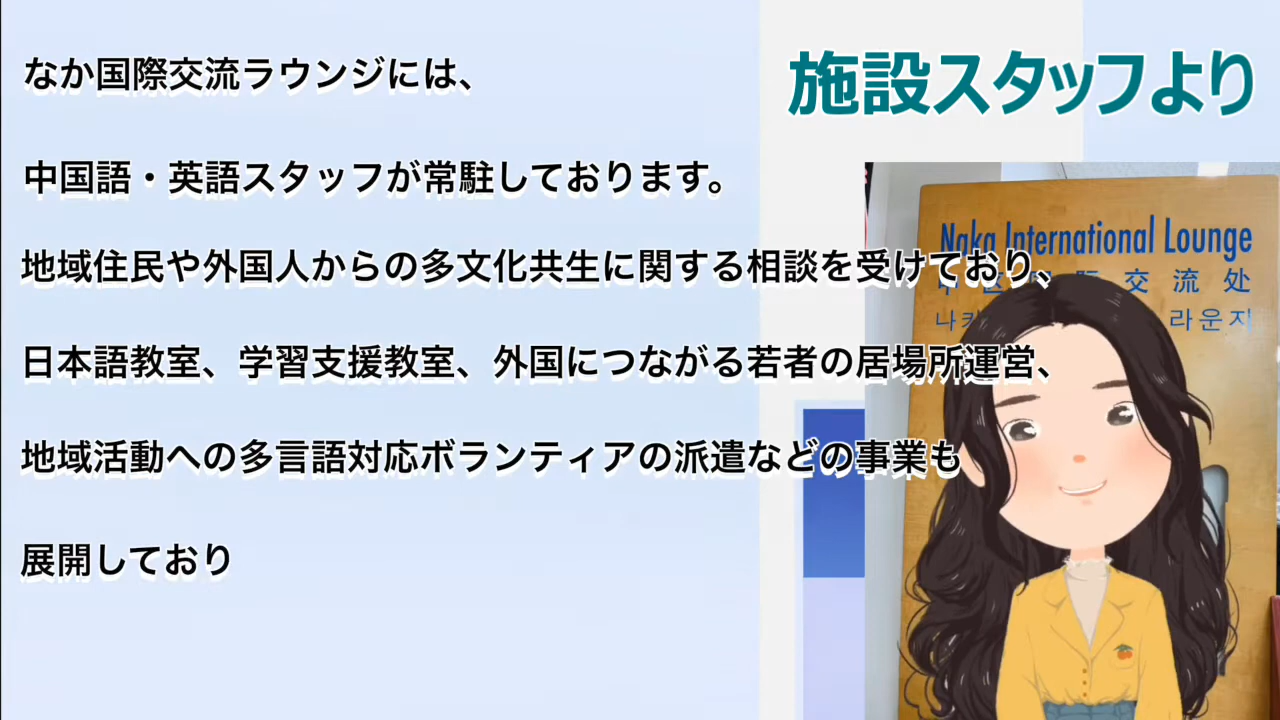 なか国際交流ラウンジには、
中国語・英語スタッフが常駐しております。
地域住民や外国人からの多文化共生に関する相談を受けており、
日本語教室、学習支援教室、外国につながる若者の居場所運営、
地域活動への多言語対応ボランティアの派遣などの事業も
展開しており
施設スタッフより
Naka International Lounge
交流处
라운지